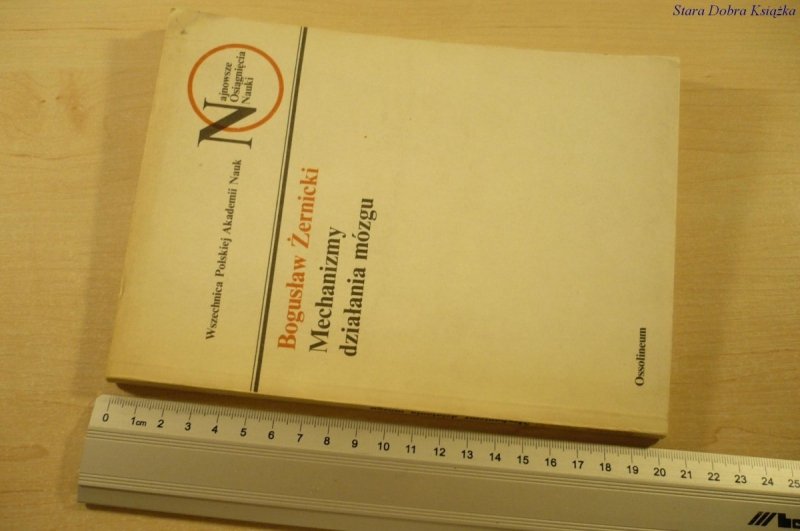 Stara Dobra Książka
Wszechnica Polskiej Akademii Nauk
Najnowsze
Osiągnięcia
Nauki
Bogusław Żernicki
Mechanizmy
działania mózgu
Ossolineum
0 1cm 2 3 4 5 6 7 8 9 10 11 12 13 14 15 16 17 18 19 20 21 22 23 24 25